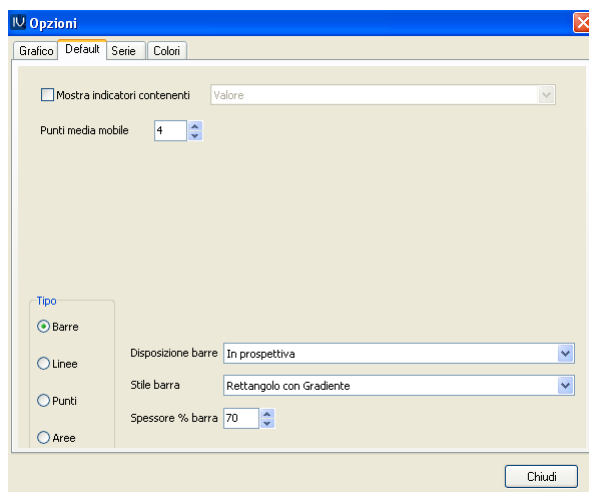 Opzioni
Grafico Default Serie Colori
Mostra indicatori contenenti Valore
Punti media mobile 4
Tipo
Barre
Linee
Punti
Aree
Disposizione barre In prospettiva
Stile barra Rettangolo con Gradiente
Spessore % barra 70
Chiudi